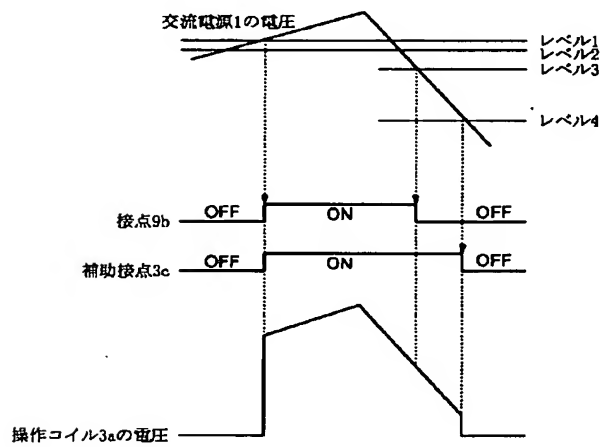 交流電源1の電圧
レベル1
レベル2
レベル3
レベル4
接点9b
OFF
ON
OFF
補助接点3c
OFF
ON
OFF
操作コイル3aの電圧